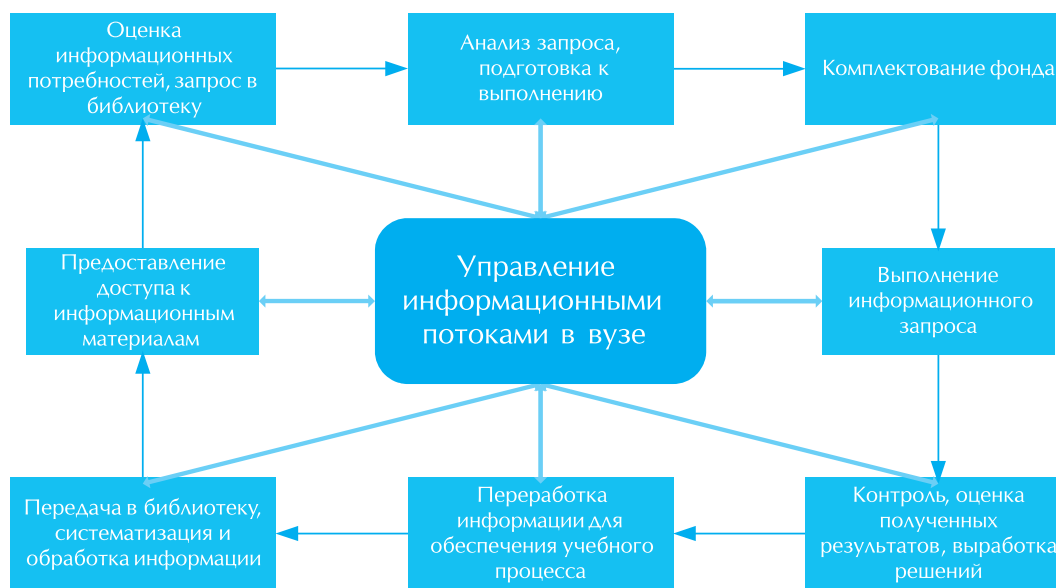 Оценка
информационных
потребностей, запрос в
библиотеку
Анализ запроса,
подготовка к
выполнению
Комплектование фонда
Предоставление
доступа к
информационным
материалам
Управление
информационными
потоками в вузе
Выполнение
информационного
запроса
Передача в библиотеку,
систематизация и
обработка информации
Переработка
информации для
обеспечения учебного
процесса
Контроль, оценка
полученных
результатов, выработка
решений